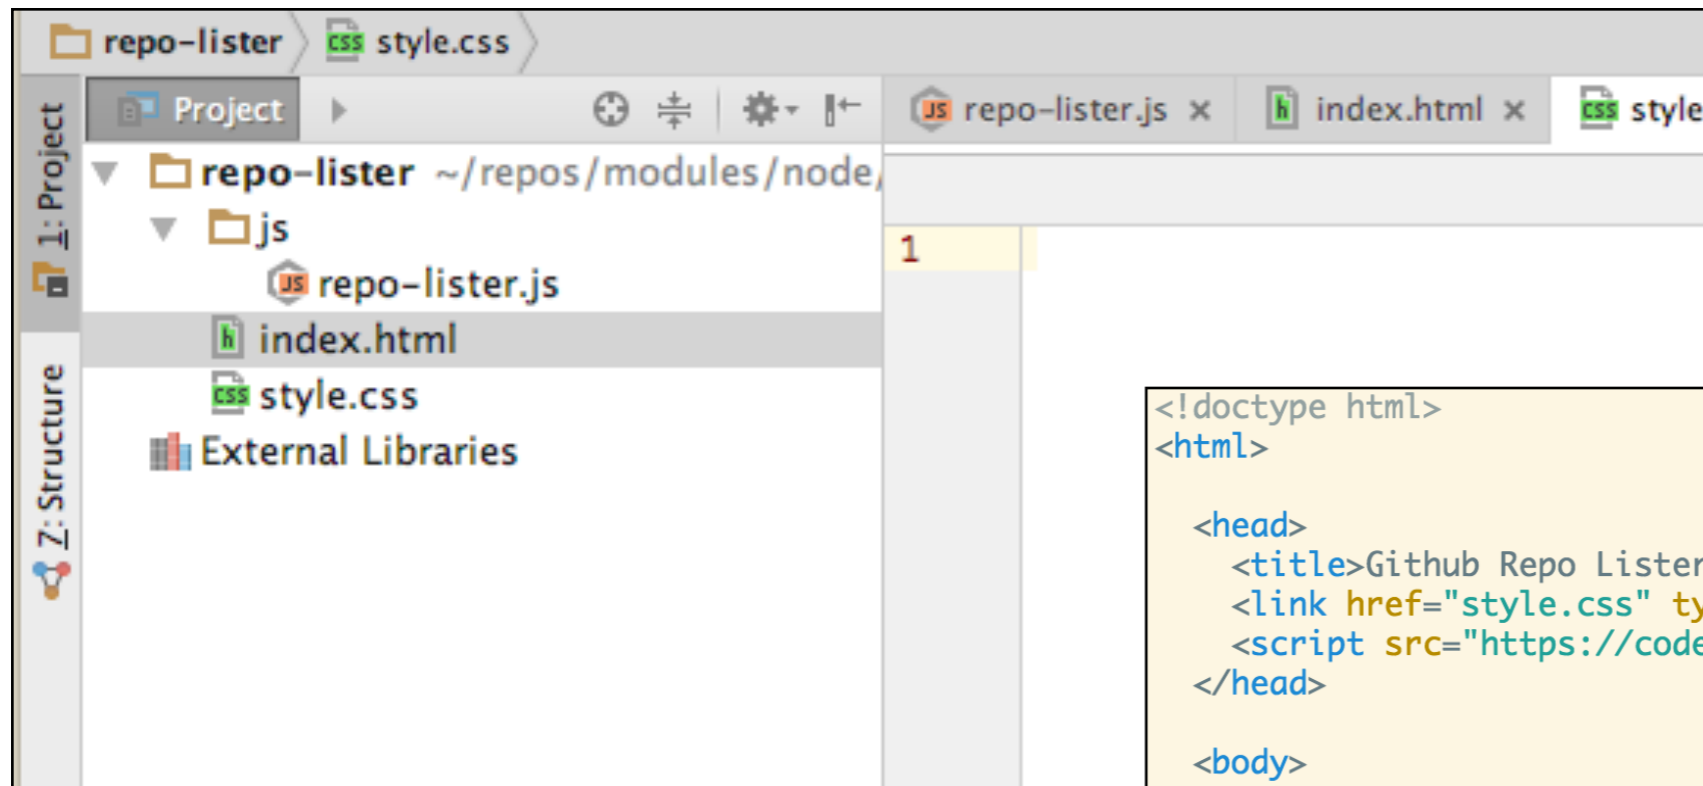 repo-lister style.css
1: Project
Project
repo-lister.js
index.html
style
repo-lister ~/repos/modules/node/
js
repo-lister.js
index.html
style.css
External Libraries
7: Structure
1
<!doctype html>
<html>
<head>
<title>Github Repo Lister
<link href="style.css" ty
<script src="https://code
</head>
<body>